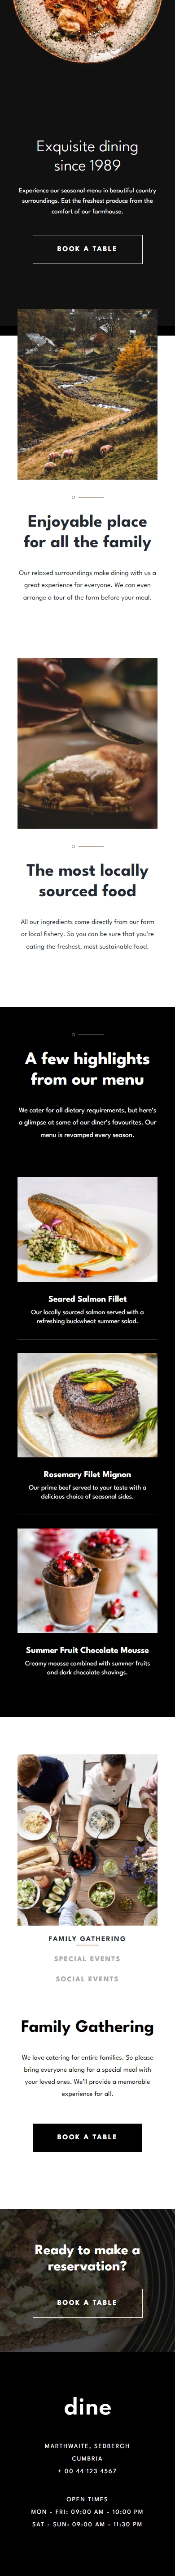 Exquisite dining
since 1989
Experience our seasonal menu in beautiful country
surroundings. Eat the freshest produce from the
comfort of our farmhouse.
BOOK A TABLE
Enjoyable place
for all the family
Our relaxed surroundings make dining with us a
great experience for everyone. We can even
arrange a tour of the farm before your meal.
The most locally
sourced food
All our ingredients come directly from our farm
or local fishery. So you can be sure that you're
eating the freshest, most sustainable food.
A few highlights
from our menu
We cater for all dietary requirements, but here's
a glimpse at some of our diner's favourites. Our
menu is revamped every season.
Seared Salmon Fillet
Our locally sourced salmon served with a
refreshing buckwheat summer salad.
Rosemary Filet Mignon
Our prime beef served to your taste with a
delicious choice of seasonal sides.
Summer Fruit Chocolate Mousse
Creamy mousse combined with summer fruits
and dark chocolate shavings.
FAMILY GATHERING
SPECIAL EVENTS
SOCIAL EVENTS
Family Gathering
We love catering for entire families. So please
bring everyone along for a special meal with
your loved ones. We'll provide a memorable
experience for all.
BOOK A TABLE
Ready to make a
reservation?
BOOK A TABLE
dine
MARTHWAITE, SEDBERGH
CUMBRIA
+ 00 44 123 4567
OPEN TIMES
MON - FRI: 09:00 AM - 10:00 PM
SAT - SUN: 09:00 AM - 11:30 PM